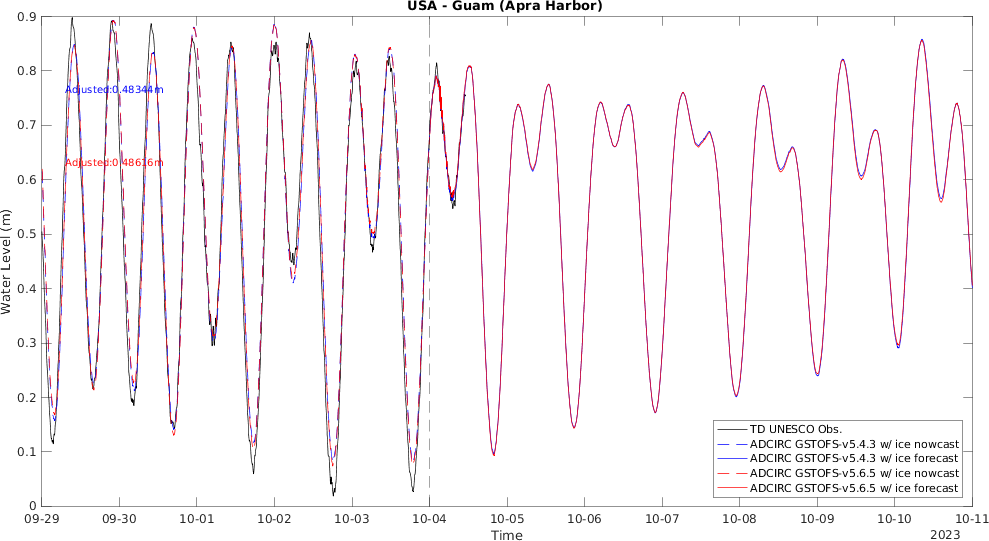 USA - Guam (Apra Harbor)
0.9
0.8
0.7
0.6
0.5
0.4
0.3
0.2
0.1
0
Water Level (m)
Adjusted:0.48344m
Adjusted:0.48616m
TD UNESCO Obs.
ADCIRC GSTOFS-v5.4.3 w/ ice nowcast
ADCIRC GSTOFS-v5.4.3 w/ ice forecast
ADCIRC GSTOFS-v5.6.5 w/ ice nowcast
ADCIRC GSTOFS-v5.6.5 w/ ice forecast
09-29 09-30 10-01 10-02 10-03 10-04 10-05 10-06 10-07 10-08 10-09 10-10 10-11
Time
2023